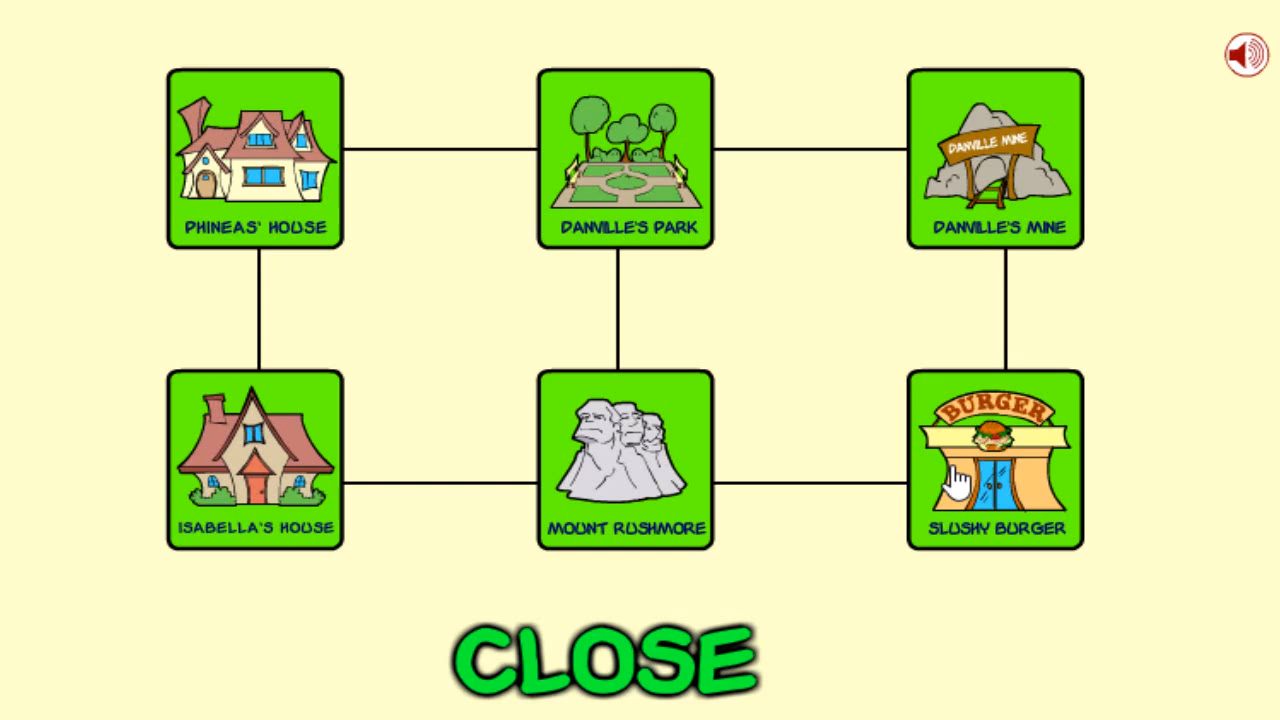 DANVILLE MINE
PHINEAS' HOUSE
DANVILLE'S PARK
DANVILLE'S MINE
BURGER
ISABELLA'S HOUSE
MOUNT RUSHMORE
SLUSHY BURGER
CLOSE